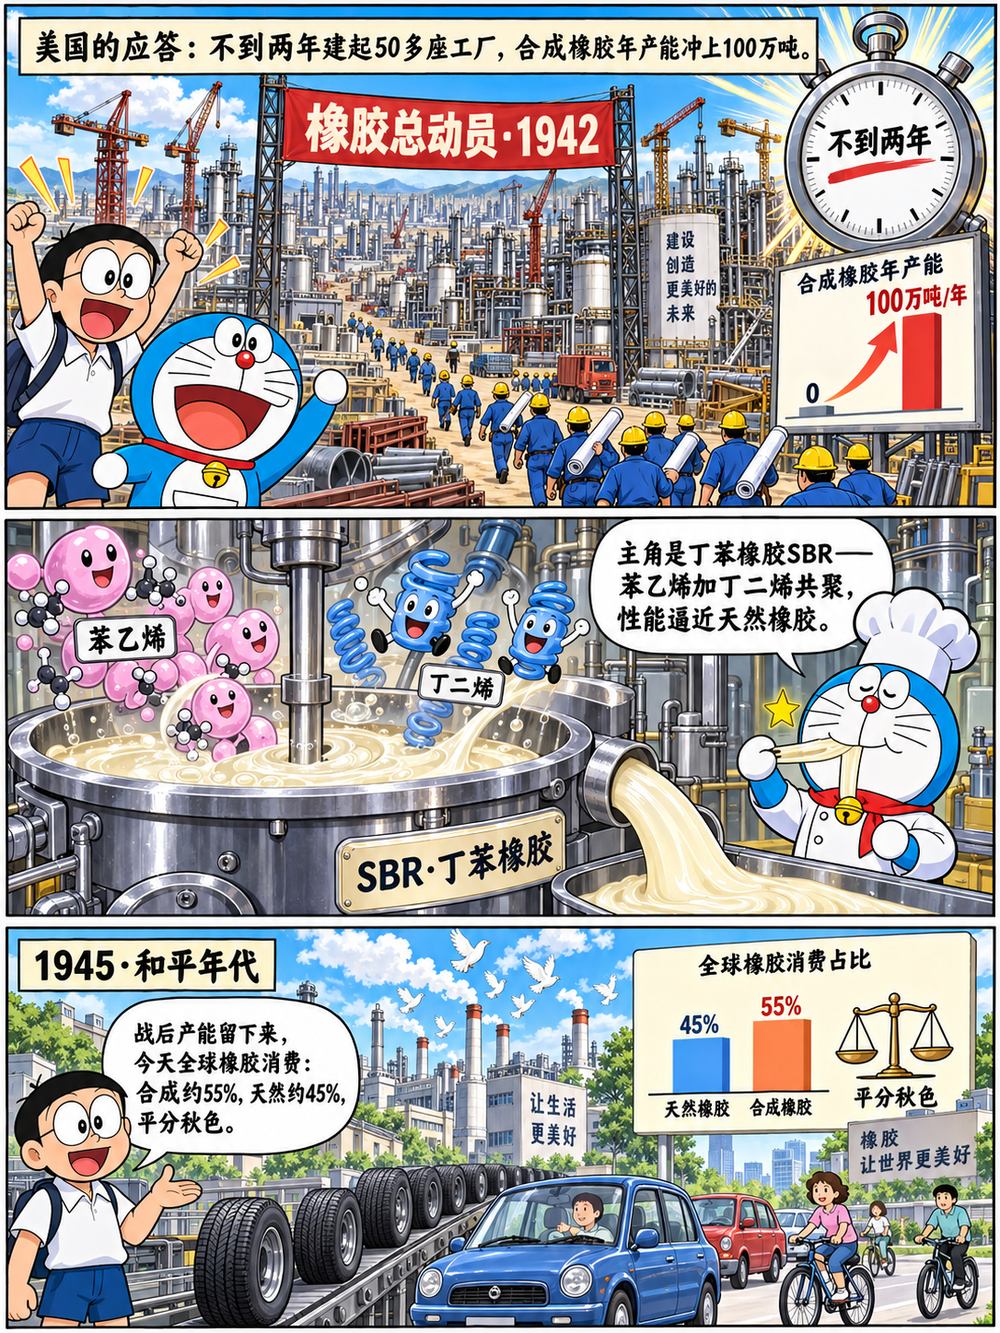 美国的应答：不到两年建起50多座工厂，合成橡胶年产能冲上100万吨。
橡胶总动员·1942
不到两年
建设
创造
更美好的
未来
合成橡胶年产能
100万吨/年
0
苯乙烯
丁二烯
主角是丁苯橡胶SBR——
苯乙烯加丁二烯共聚，
性能逼近天然橡胶。
SBR·丁苯橡胶
1945·和平年代
战后产能留下来，
今天全球橡胶消费：
合成约55%，天然约45%，
平分秋色。
让生活
更美好
全球橡胶消费占比
45%
55%
天然橡胶
合成橡胶
平分秋色
橡胶
让世界更美好